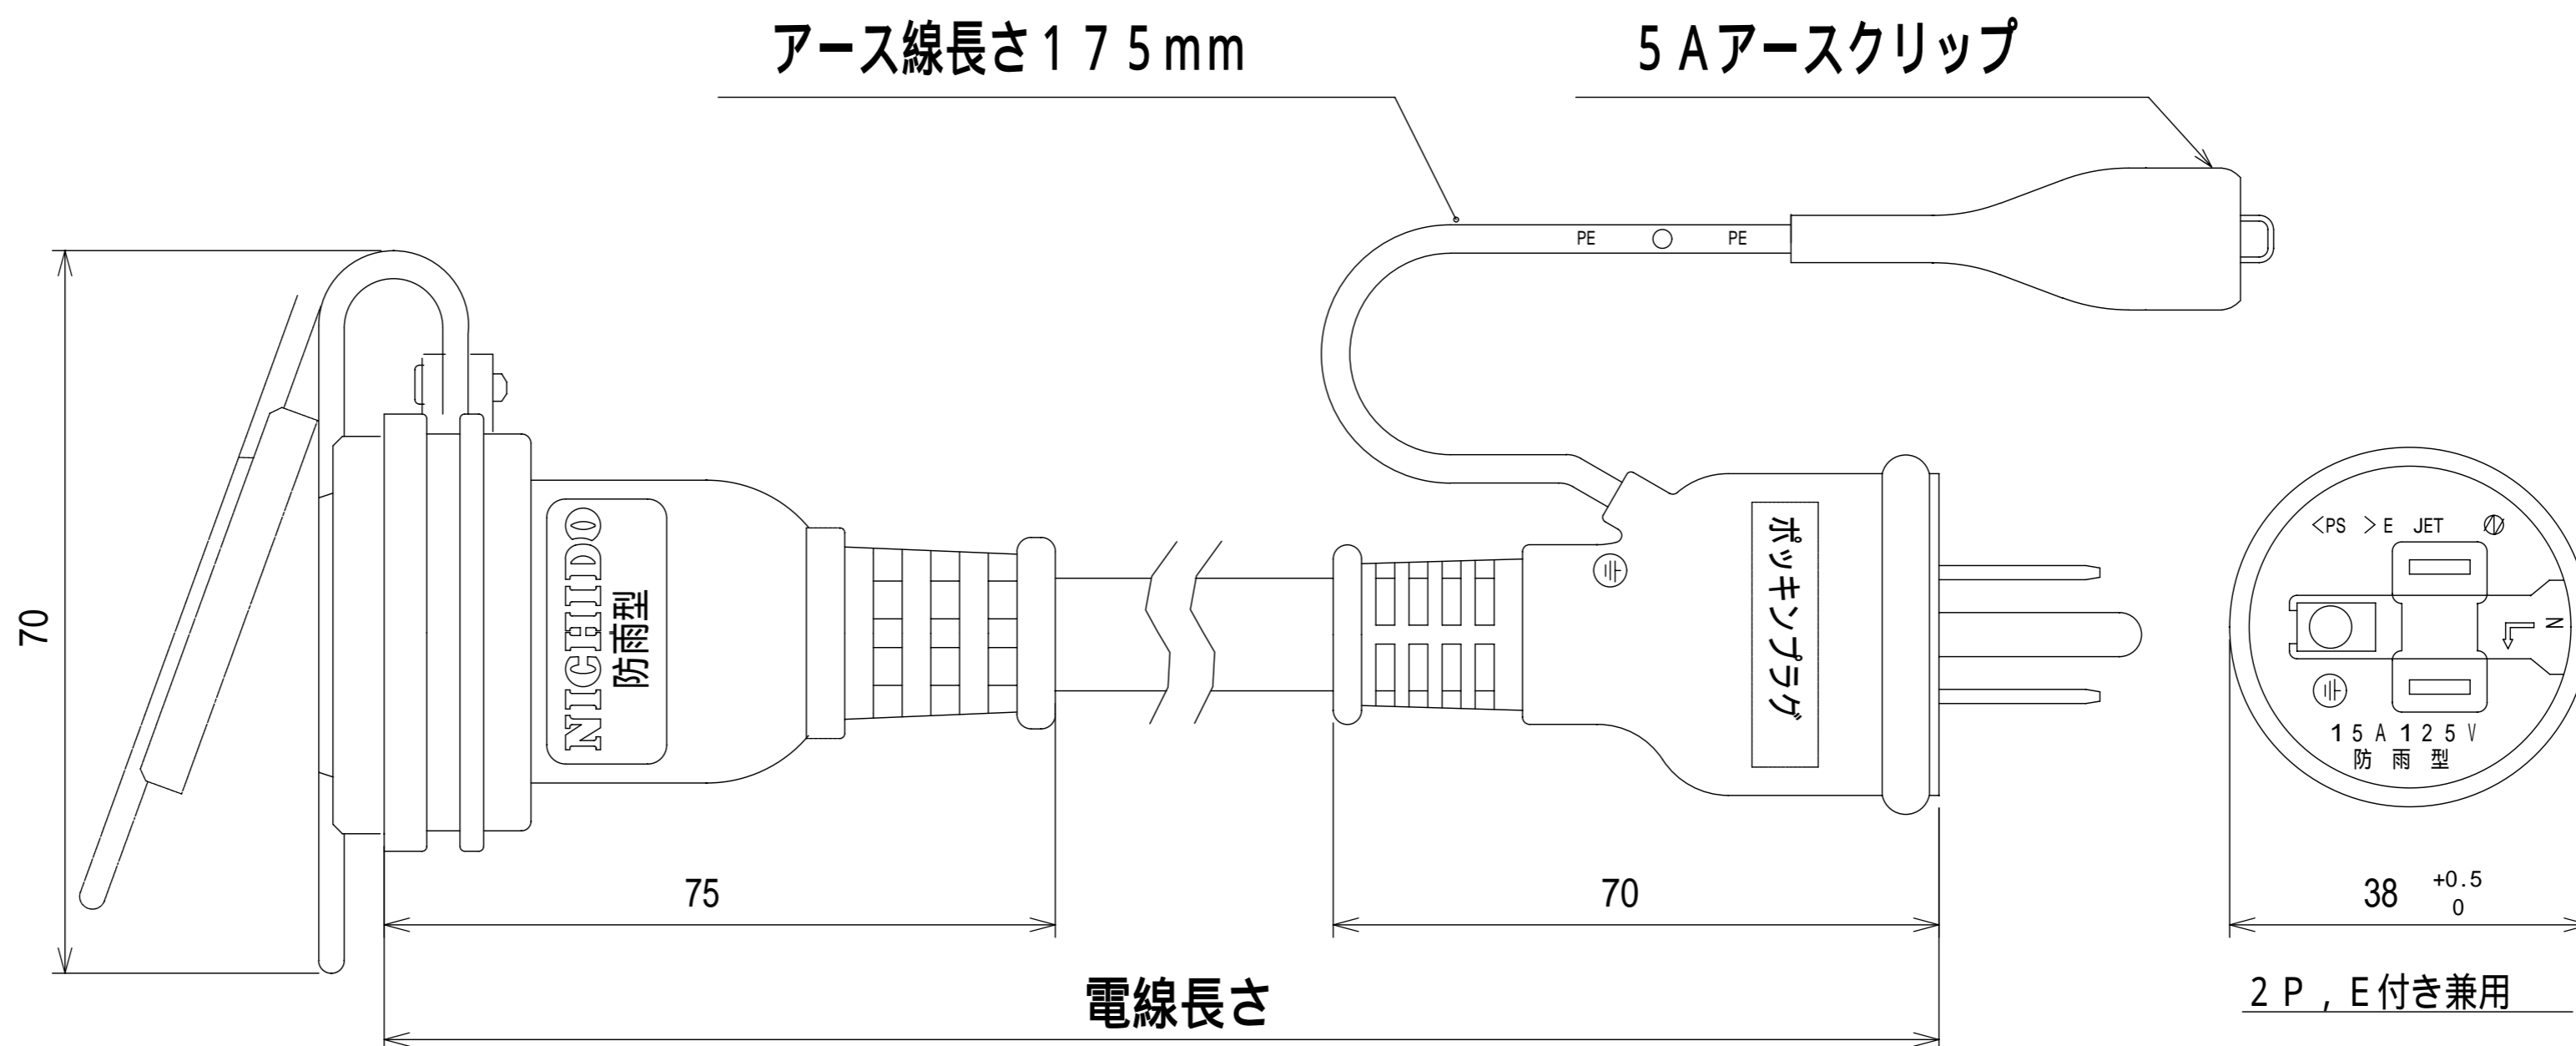 アース線長さ175mm
5Aアースクリップ
PE
PE
70
NICHIDO
防雨型
ポッキンプラグ
<PS>E JET
N
15A125V
防雨型
75
70
38 +0.5 0
電線長さ
2P,E付き兼用